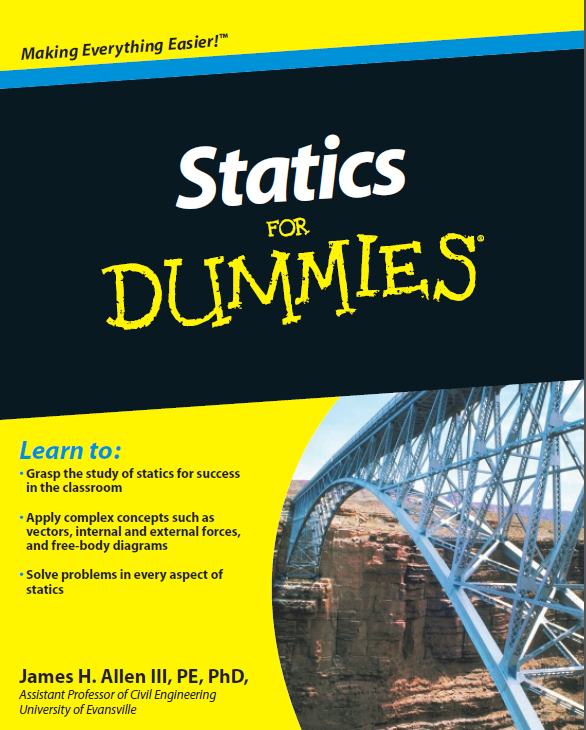 Making Everything Easier!™
Statics
FOR
DUMMIES®
Learn to:
• Grasp the study of statics for success
in the classroom
• Apply complex concepts such as
vectors, internal and external forces,
and free-body diagrams
• Solve problems in every aspect of
statics
James H. Allen III, PE, PhD,
Assistant Professor of Civil Engineering
University of Evansville